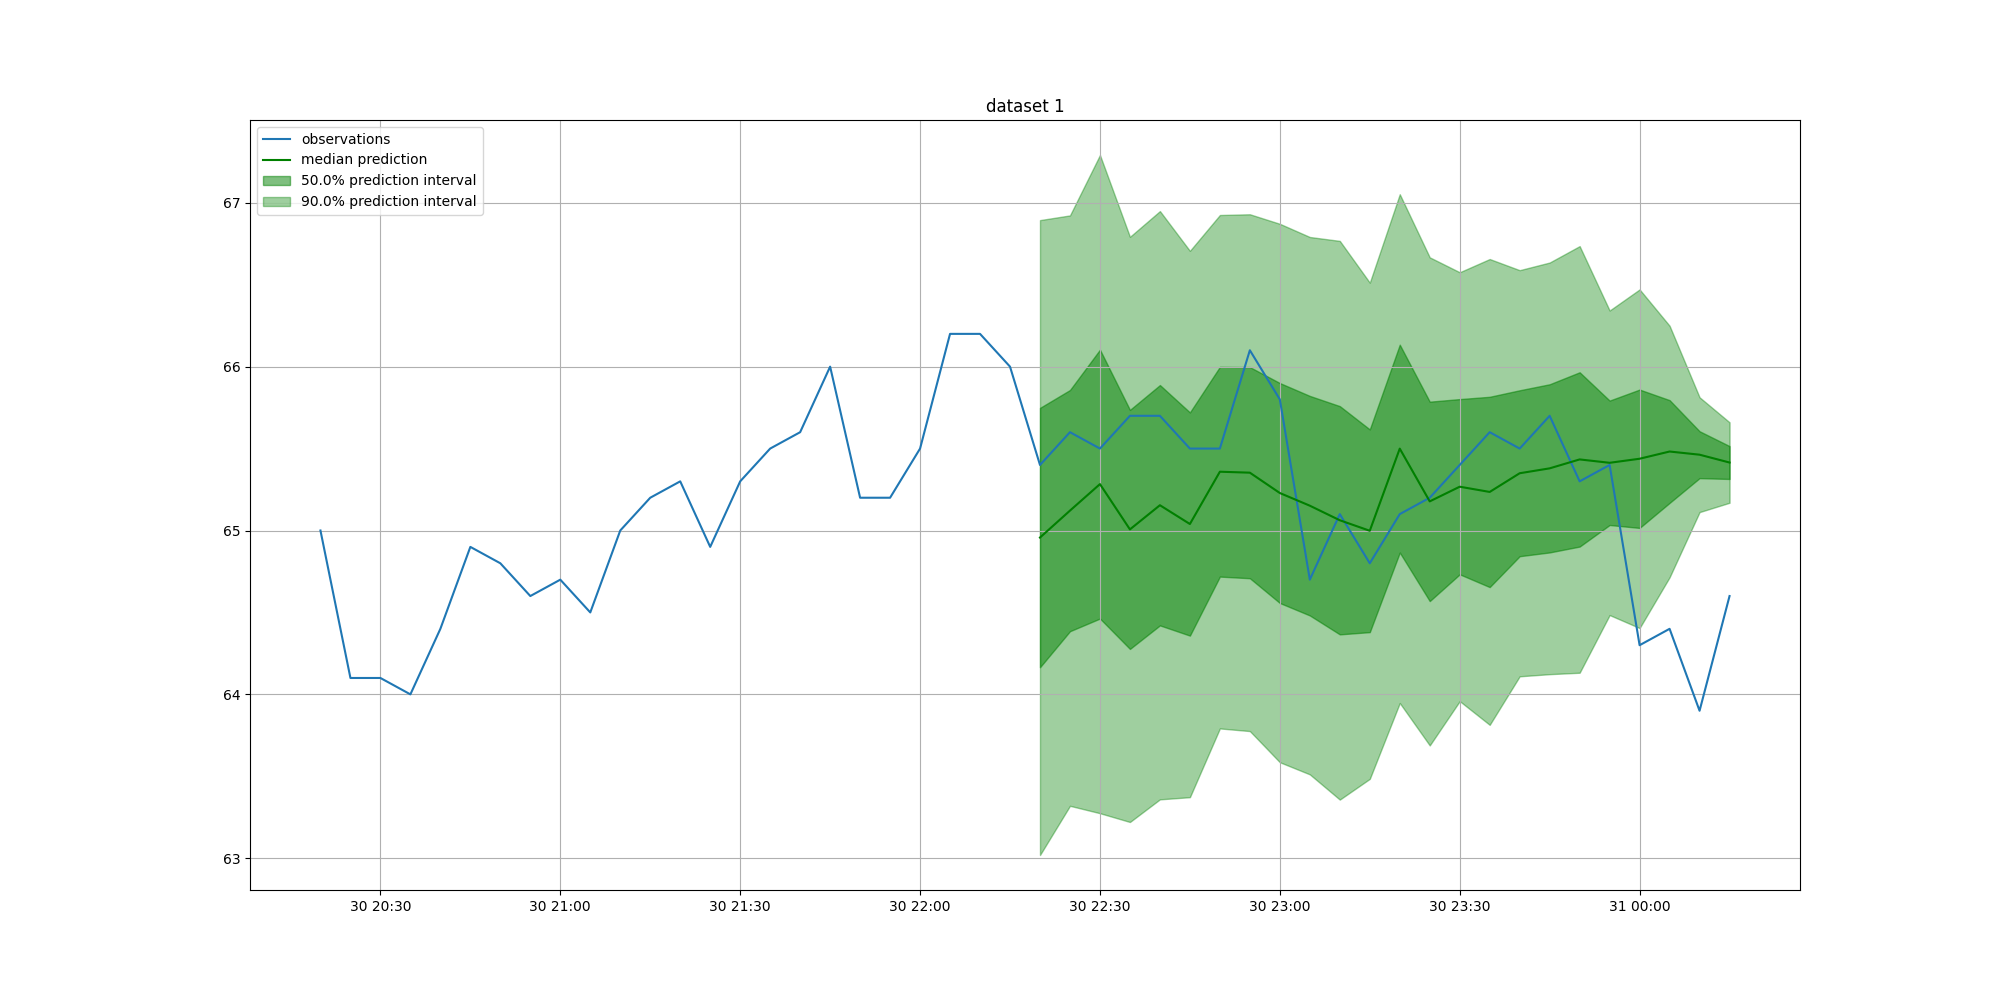 dataset 1
observations
median prediction
50.0% prediction interval
90.0% prediction interval
67
66
65
64
63
30 20:30
30 21:00
30 21:30
30 22:00
30 22:30
30 23:00
30 23:30
31 00:00